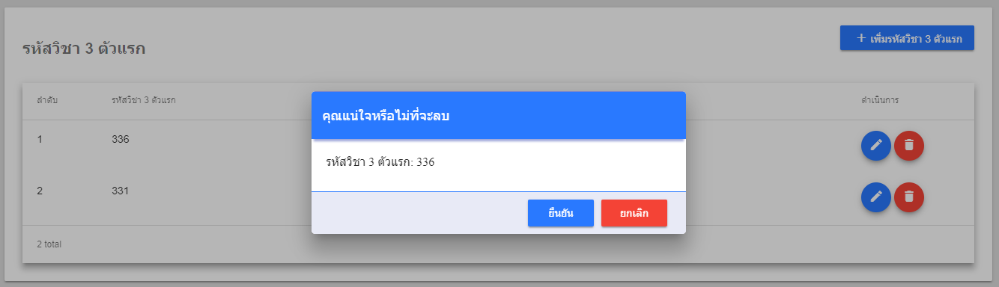 รหัสวิชา 3 ตัวแรก
+ เพิ่มรหัสวิชา 3 ตัวแรก
ลำดับ รหัสวิชา 3 ตัวแรก ดำเนินการ
คุณแน่ใจหรือไม่ที่จะลบ
1 336
รหัสวิชา 3 ตัวแรก: 336
2 331
ยืนยัน ยกเลิก
2 total